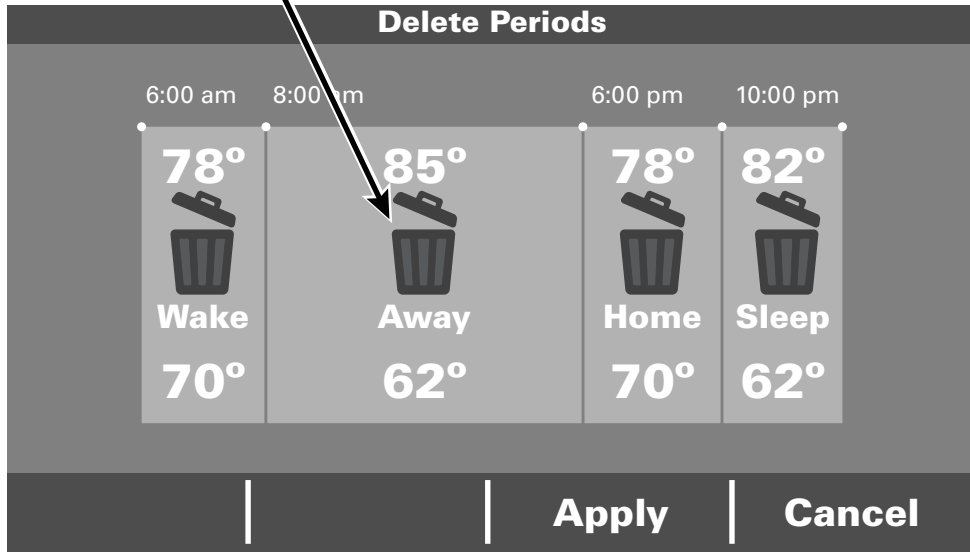 Delete Periods
6:00 am 8:00 am 6:00 pm 10:00 pm
78º 85º 78º 82º
Wake Away Home Sleep
70º 62º 70º 62º
Apply Cancel